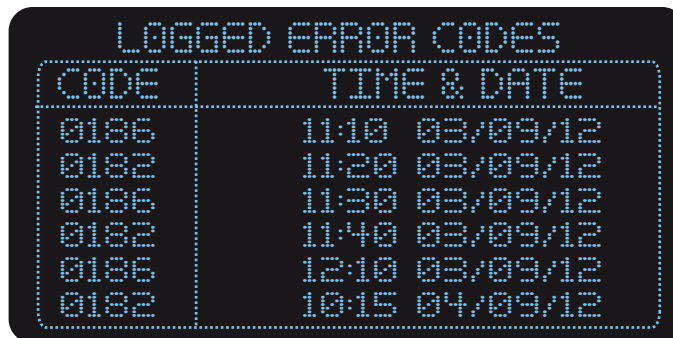 LOGGED ERROR CODES
CODE TIME & DATE
0186 11:10 03/09/12
0182 11:20 03/09/12
0186 11:30 03/09/12
0182 11:40 03/09/12
0186 12:10 03/09/12
0182 10:15 04/09/12